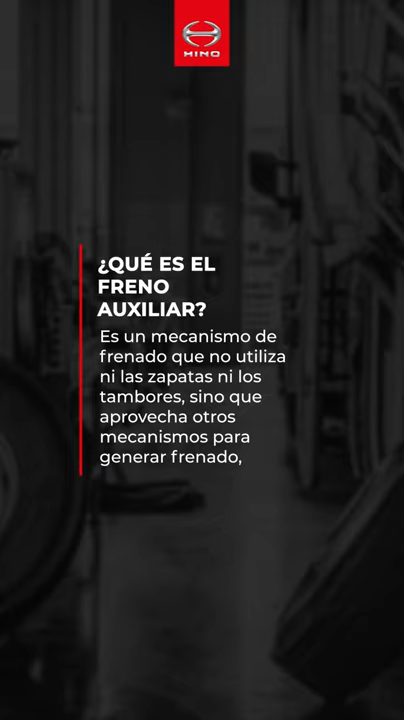 HINO
¿QUÉ ES EL
FRENO
AUXILIAR?
Es un mecanismo de
frenado que no utiliza
ni las zapatas ni los
tambores, sino que
aprovecha otros
mecanismos para
generar frenado,